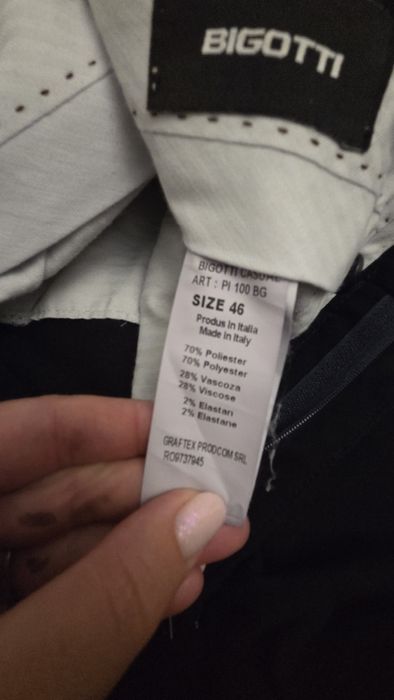 BIGOTTI
BIGOTTI CASUAL
ART : PI 100 BG
SIZE 46
Produs in Italia
Made in Italy
70% Poliester
70% Polyester
28% Vascoza
28% Viscose
2% Elastan
2% Elastane
GRAFTEX PRODCOM SRL
RO9737945